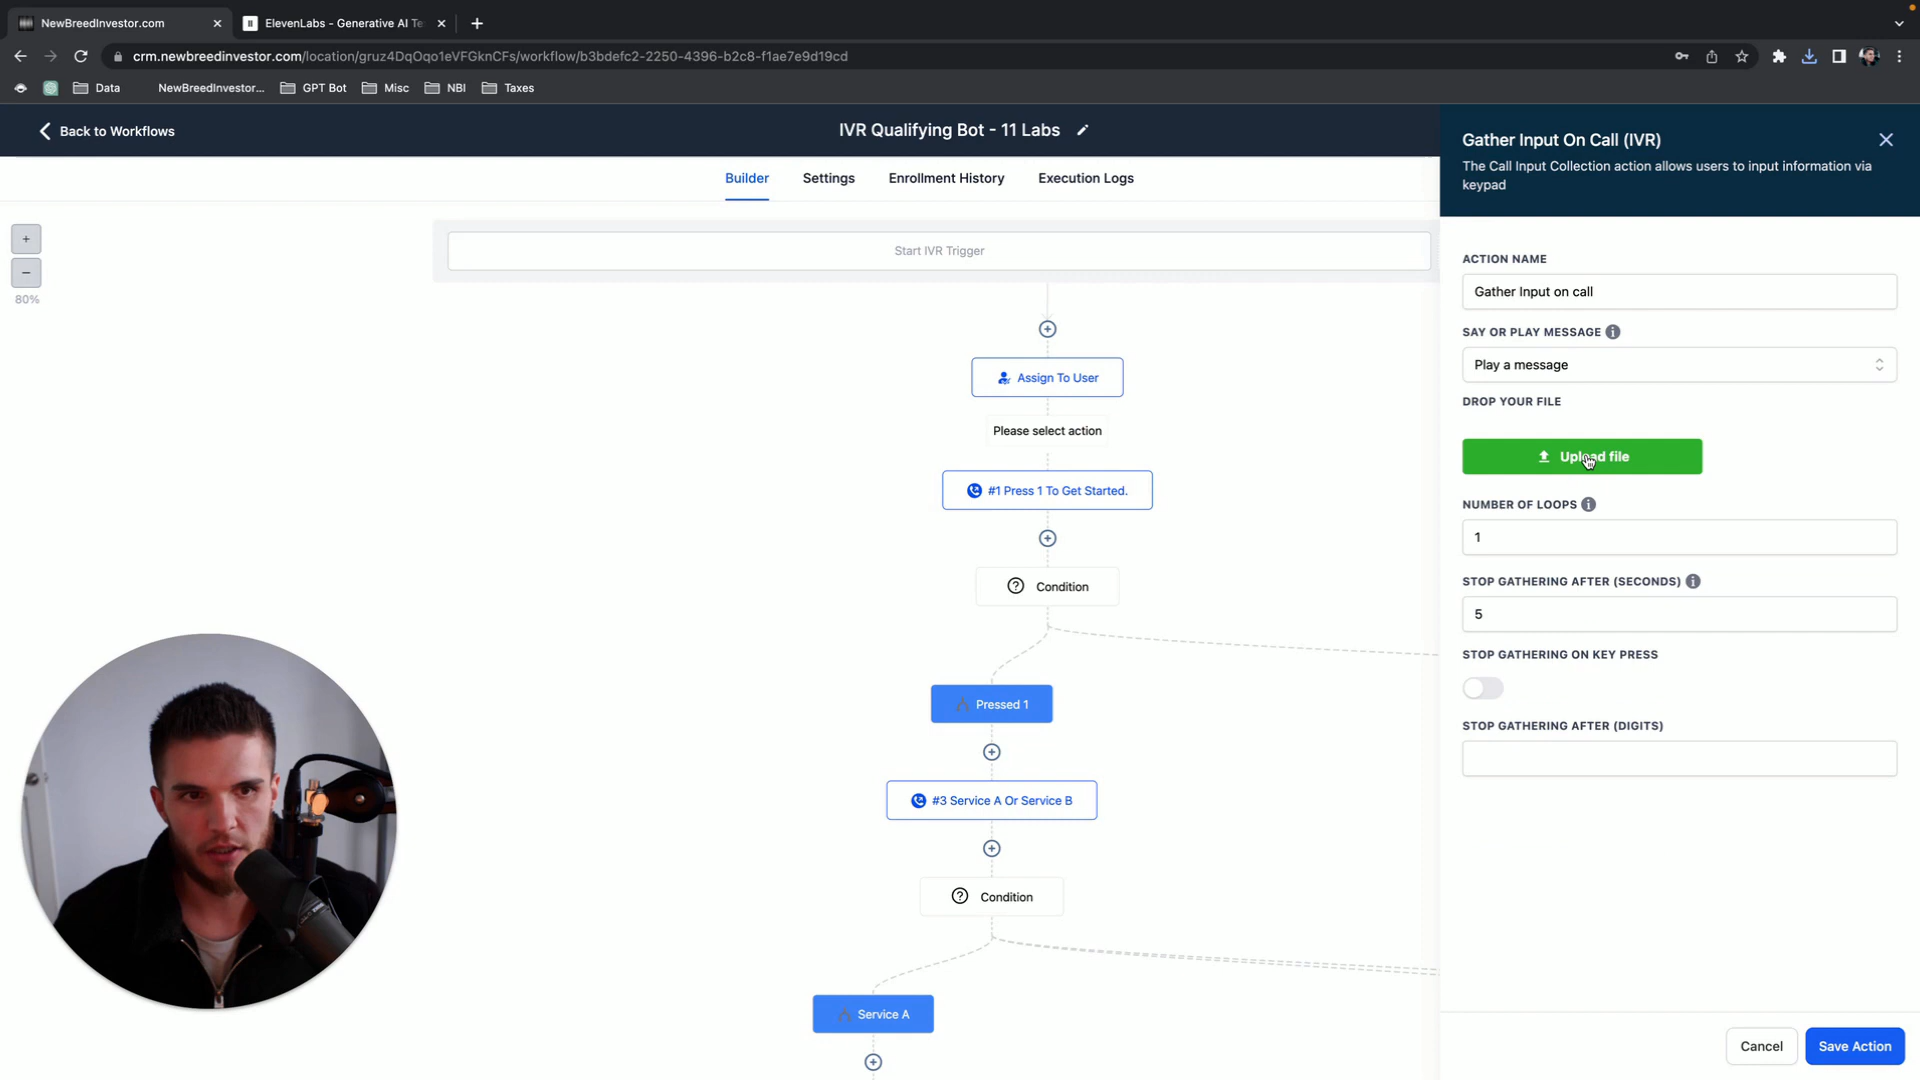 NewBreedInvestor.com
ElevenLabs - Generative AI Te
crm.newbreedinvestor.com/location/gruz4DqOqo1eVFGknCFs/workflow/b3bdefc2-2250-4396-b2c8-f1ae7e9d19cd
Data
NewBreedInvestor...
GPT Bot
Misc
NBI
Taxes
Back to Workflows
IVR Qualifying Bot - 11 Labs
Builder
Settings
Enrollment History
Execution Logs
+
−
80%
Start IVR Trigger
Assign To User
Please select action
#1 Press 1 To Get Started.
Condition
Pressed 1
#3 Service A Or Service B
Condition
Service A
Gather Input On Call (IVR)
The Call Input Collection action allows users to input information via
keypad
ACTION NAME
Gather Input on call
SAY OR PLAY MESSAGE
Play a message
DROP YOUR FILE
Upload file
NUMBER OF LOOPS
1
STOP GATHERING AFTER (SECONDS)
5
STOP GATHERING ON KEY PRESS
STOP GATHERING AFTER (DIGITS)
Cancel
Save Action